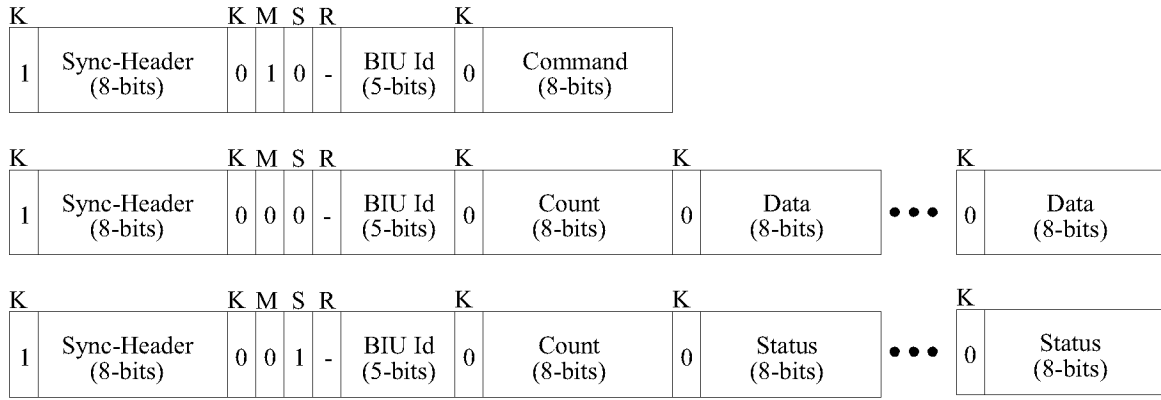 K K M S R K
1 Sync-Header (8-bits) 0 1 0 - BIU Id (5-bits) 0 Command (8-bits)
K K M S R K K K
1 Sync-Header (8-bits) 0 0 0 - BIU Id (5-bits) 0 Count (8-bits) 0 Data (8-bits) ••• 0 Data (8-bits)
K K M S R K K K
1 Sync-Header (8-bits) 0 0 1 - BIU Id (5-bits) 0 Count (8-bits) 0 Status (8-bits) ••• 0 Status (8-bits)